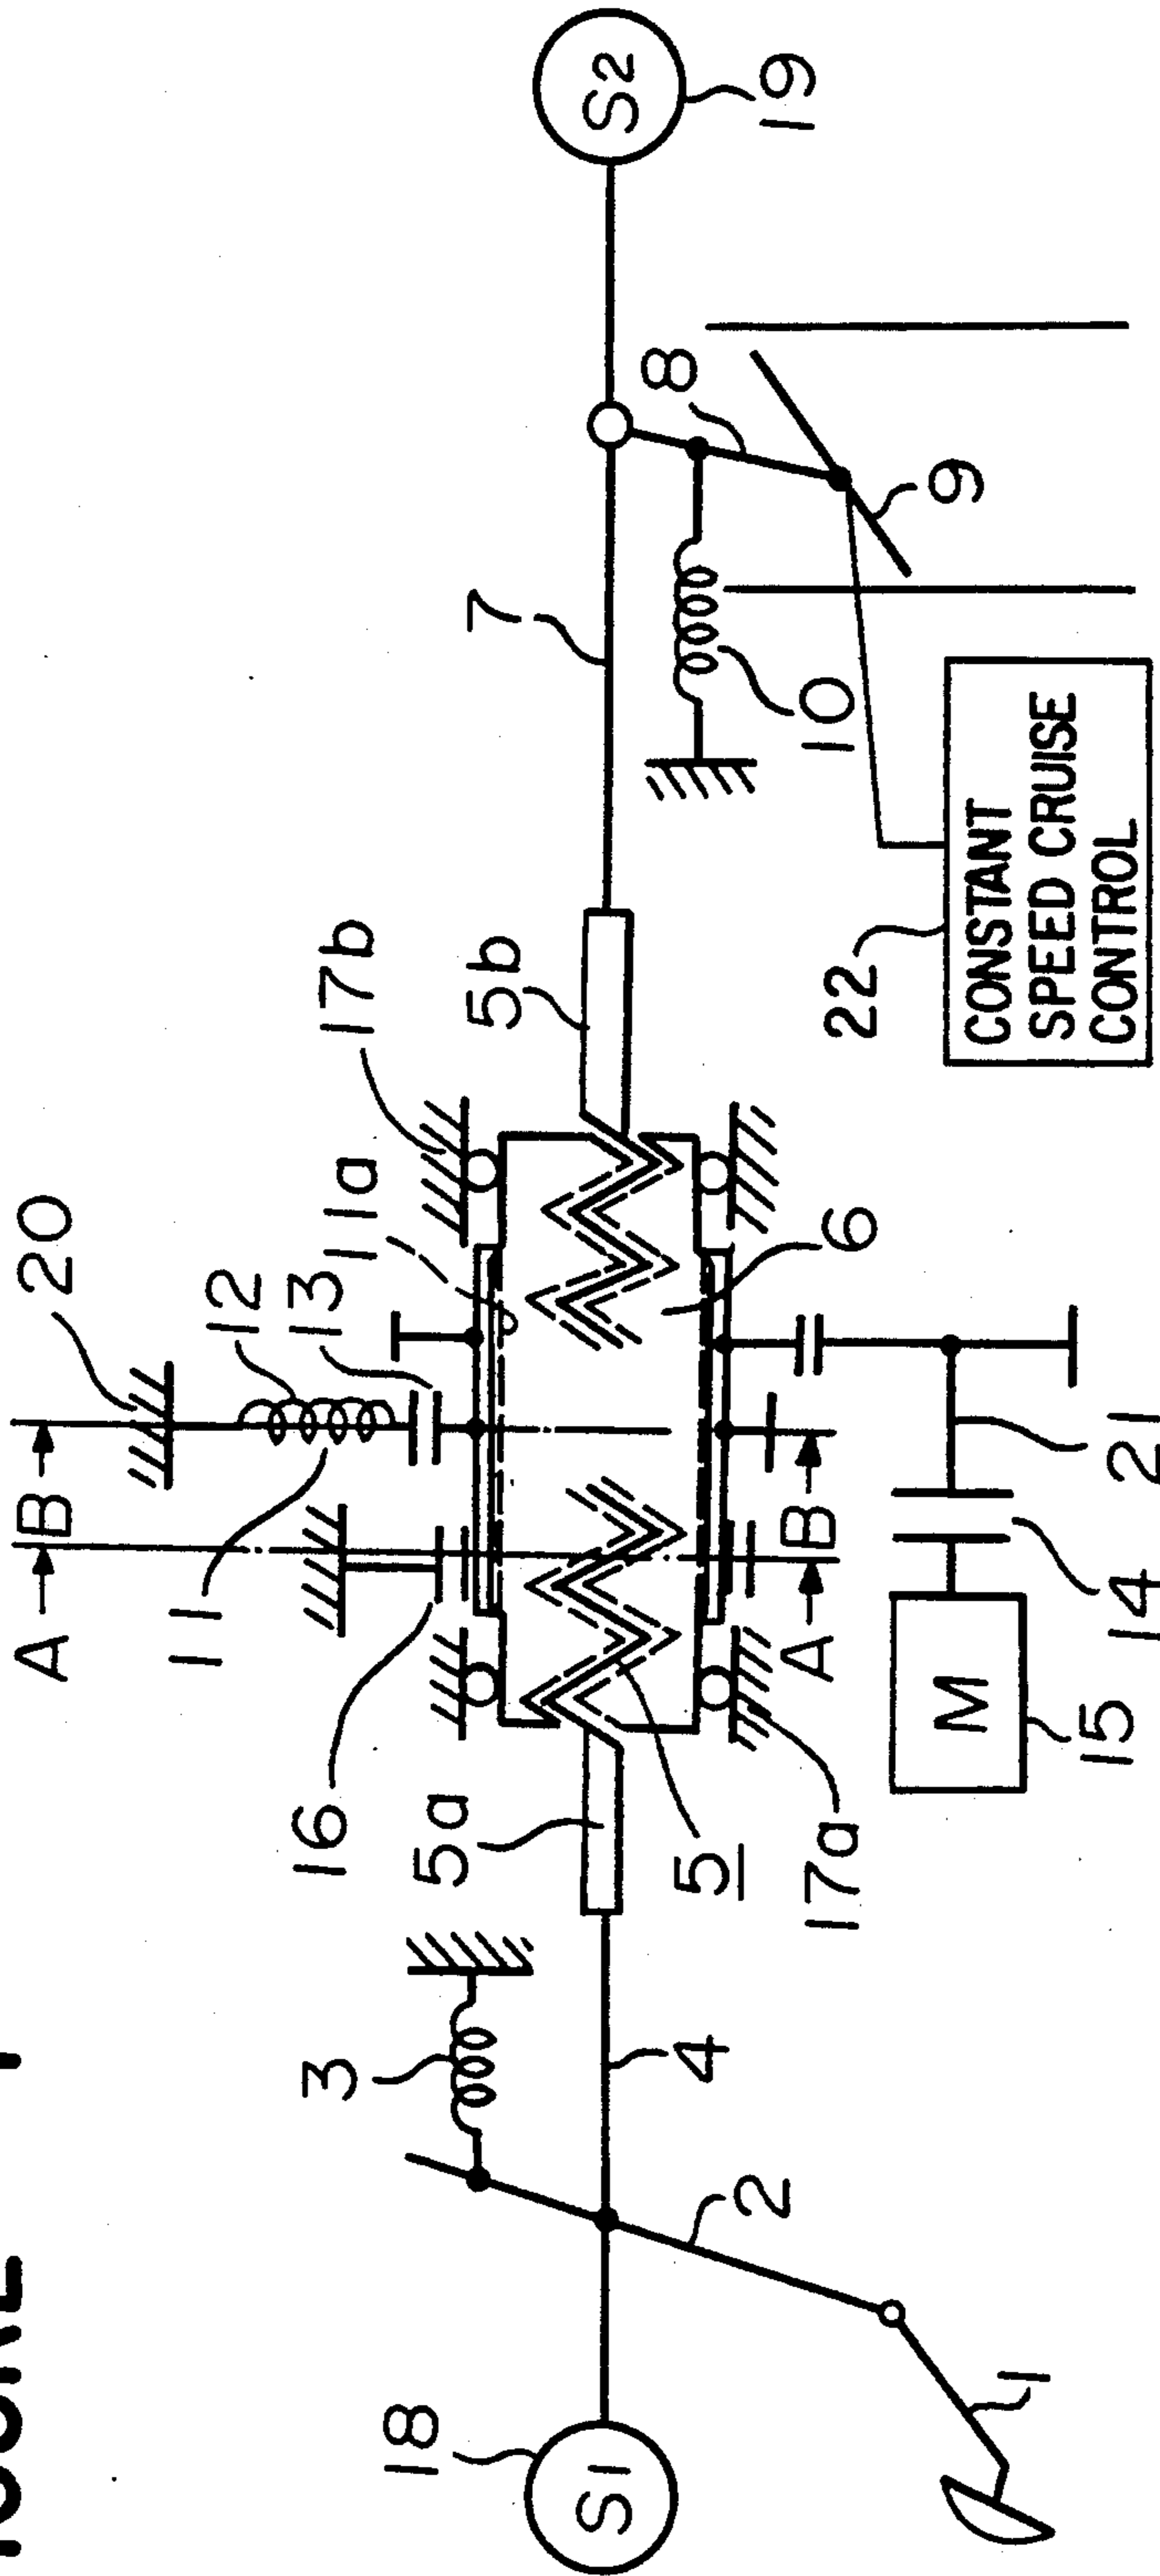 FIGURE 1
A
B
20
11
12
13
11a
17b
16
3
18
S1
5a
5b
7
8
S2
19
4
5
6
10
9
2
17a
A
B
22
CONSTANT
SPEED CRUISE
CONTROL
1
M
15
14
21